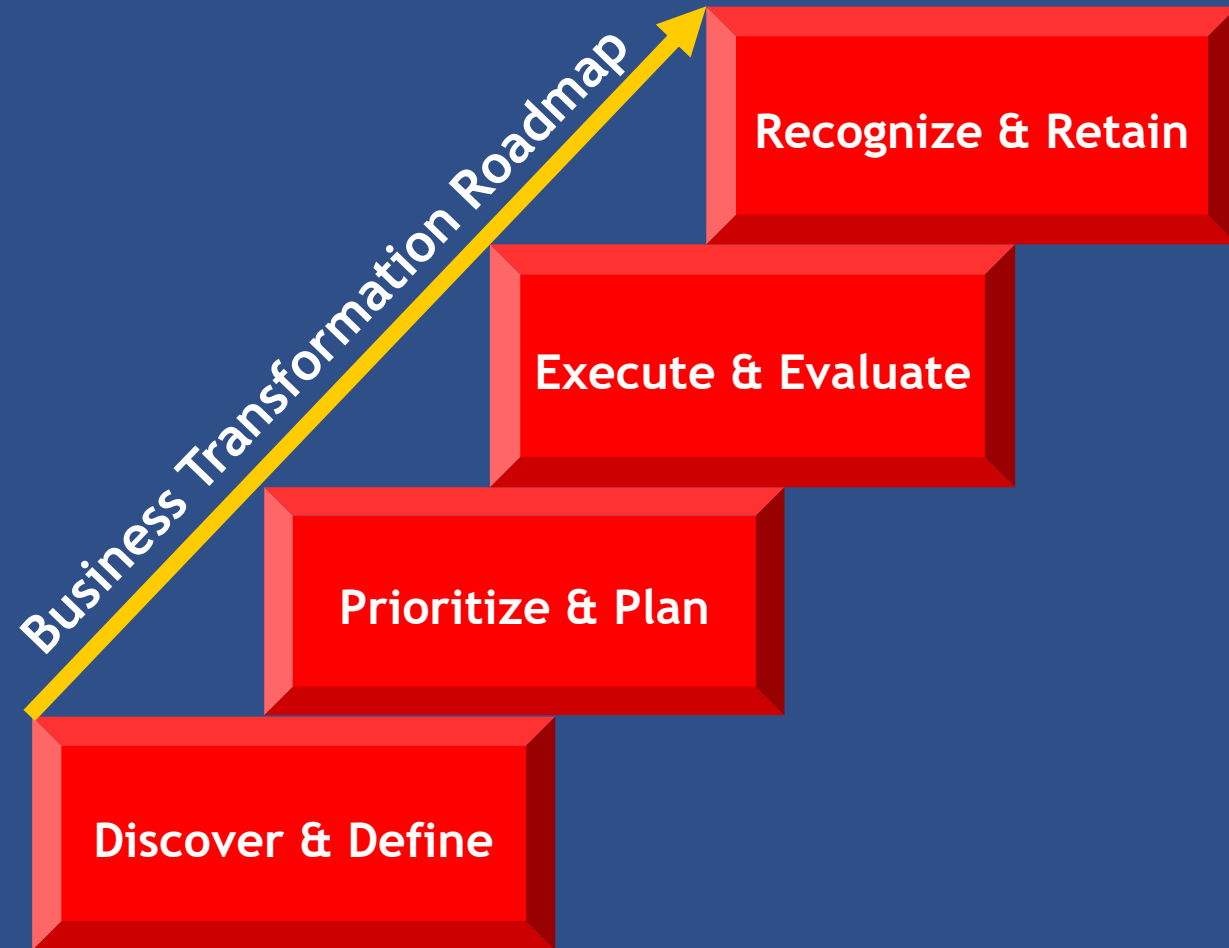 Business Transformation Roadmap
Recognize & Retain
Execute & Evaluate
Prioritize & Plan
Discover & Define